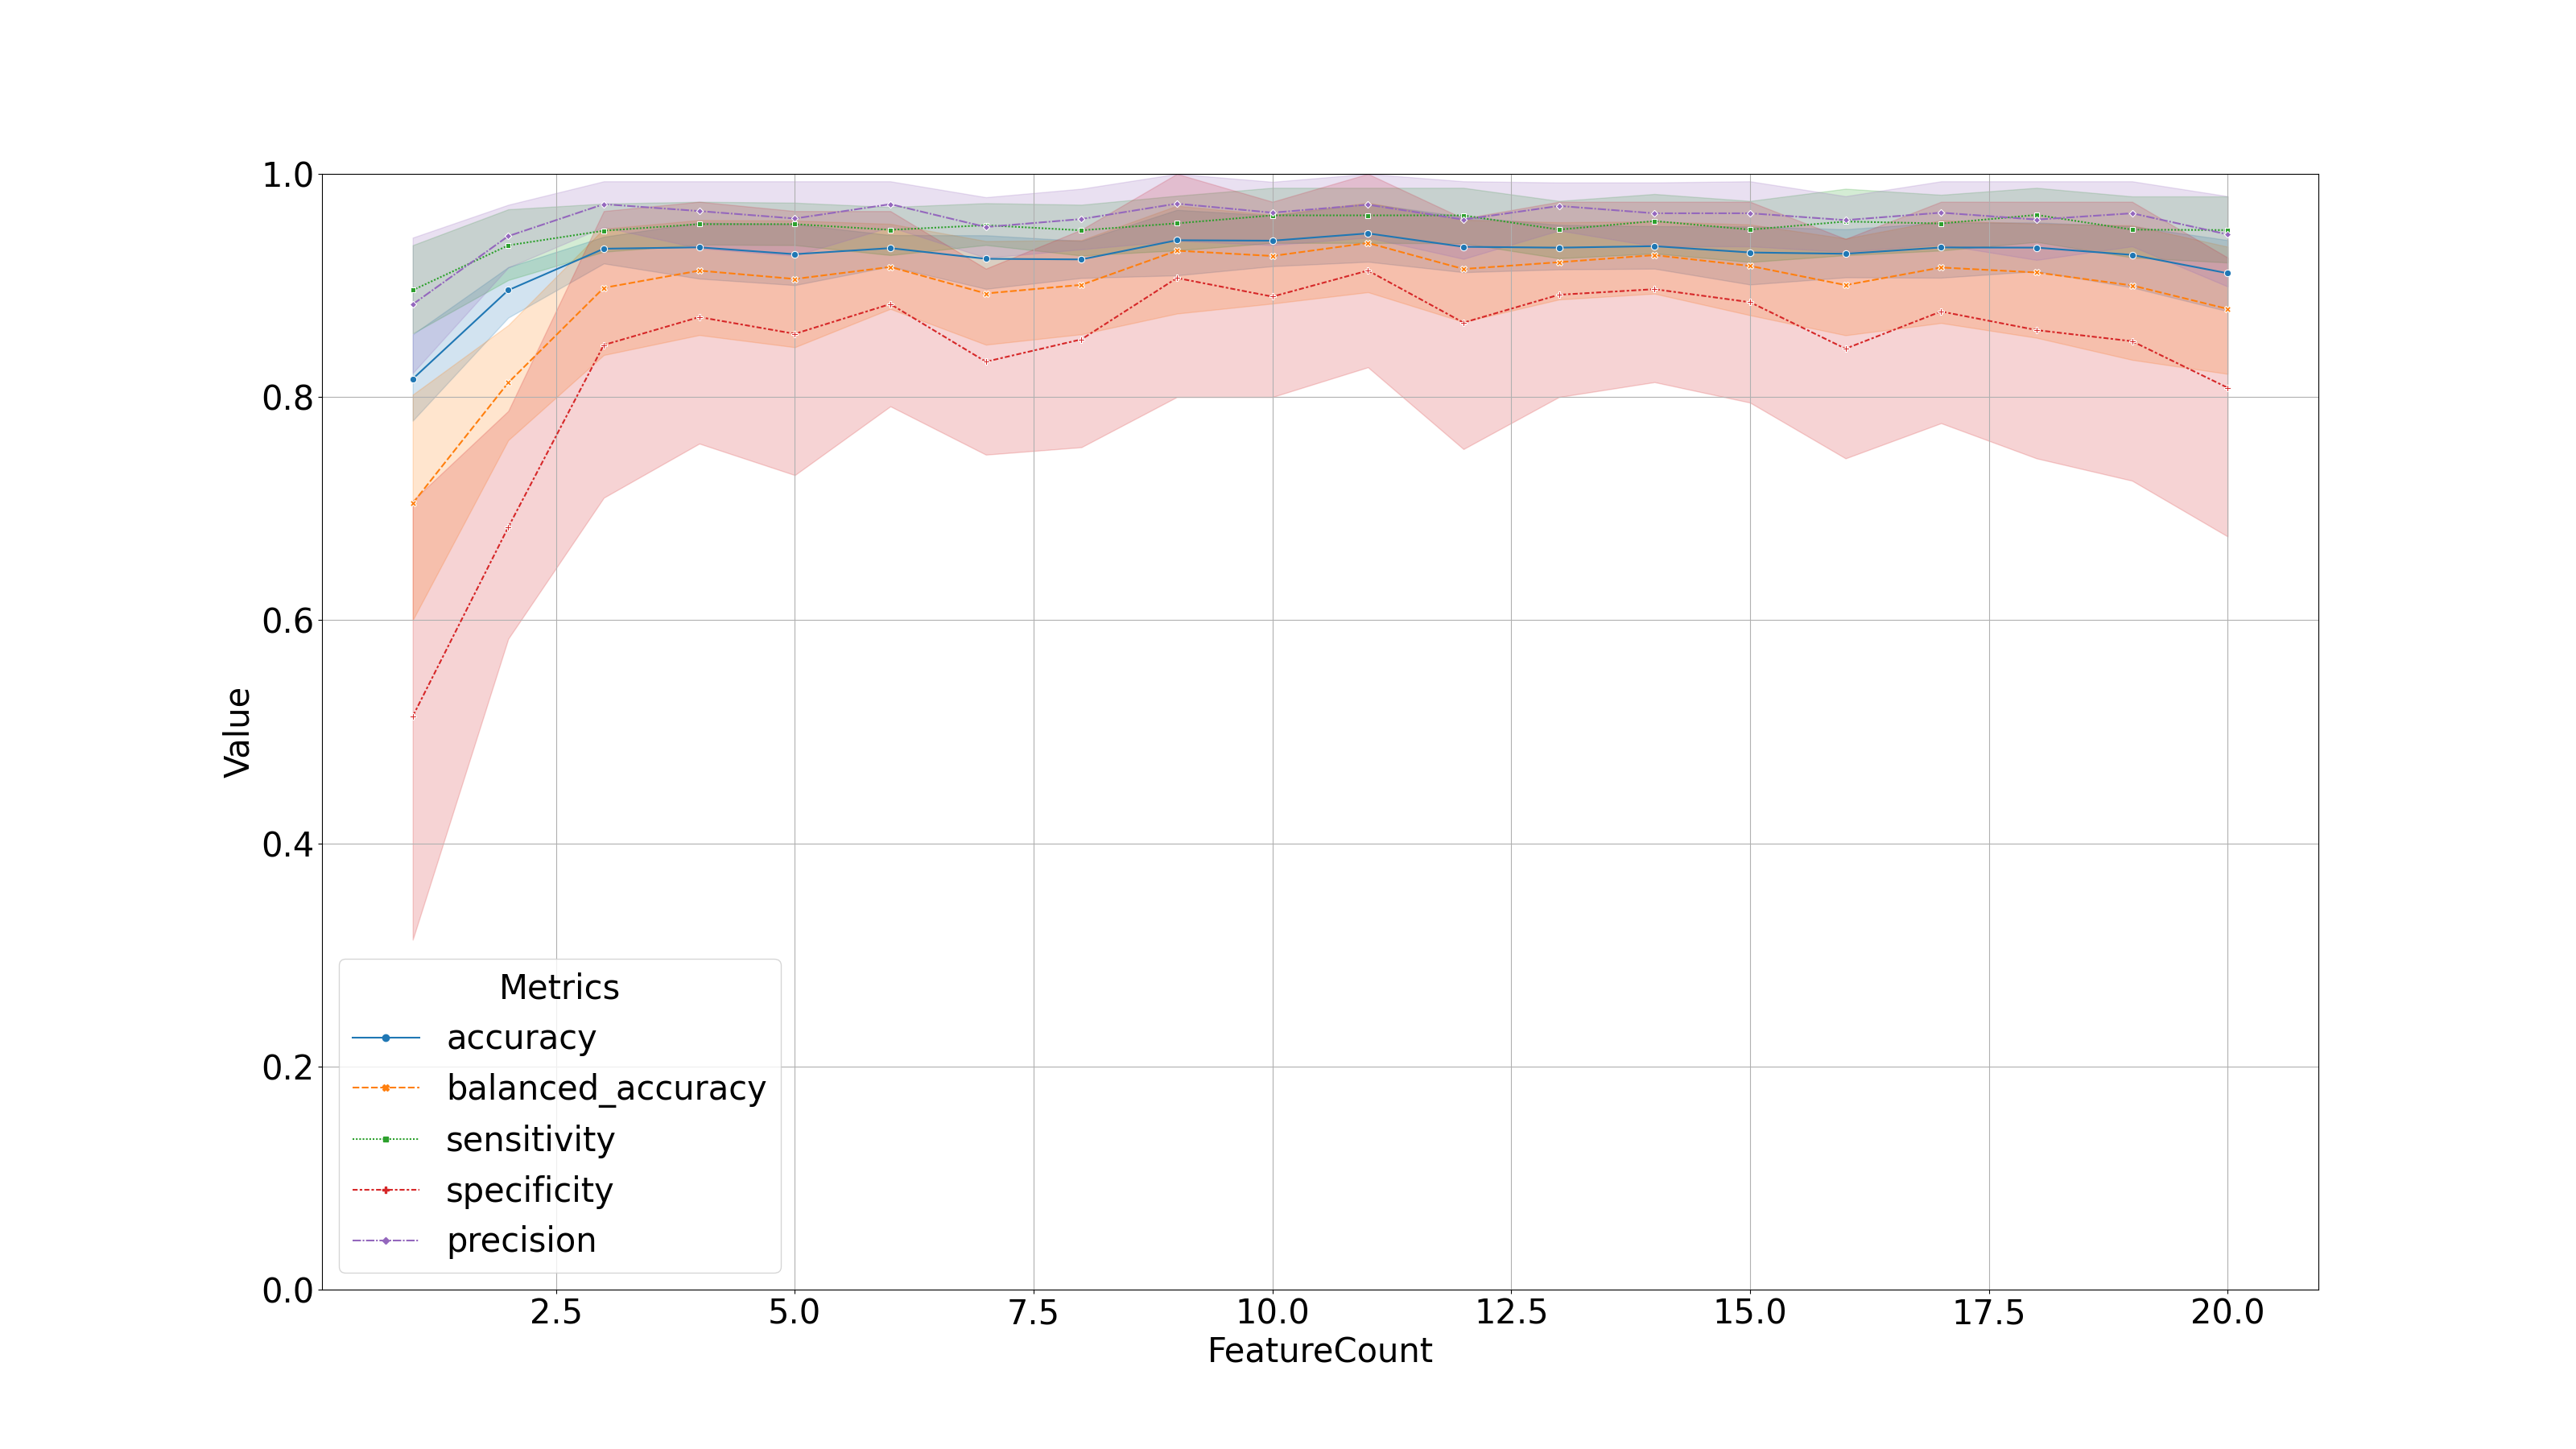 1.0
0.8
0.6
0.4
0.2
0.0
Value
Metrics
accuracy
balanced_accuracy
sensitivity
specificity
precision
2.5 5.0 7.5 10.0 12.5 15.0 17.5 20.0
FeatureCount